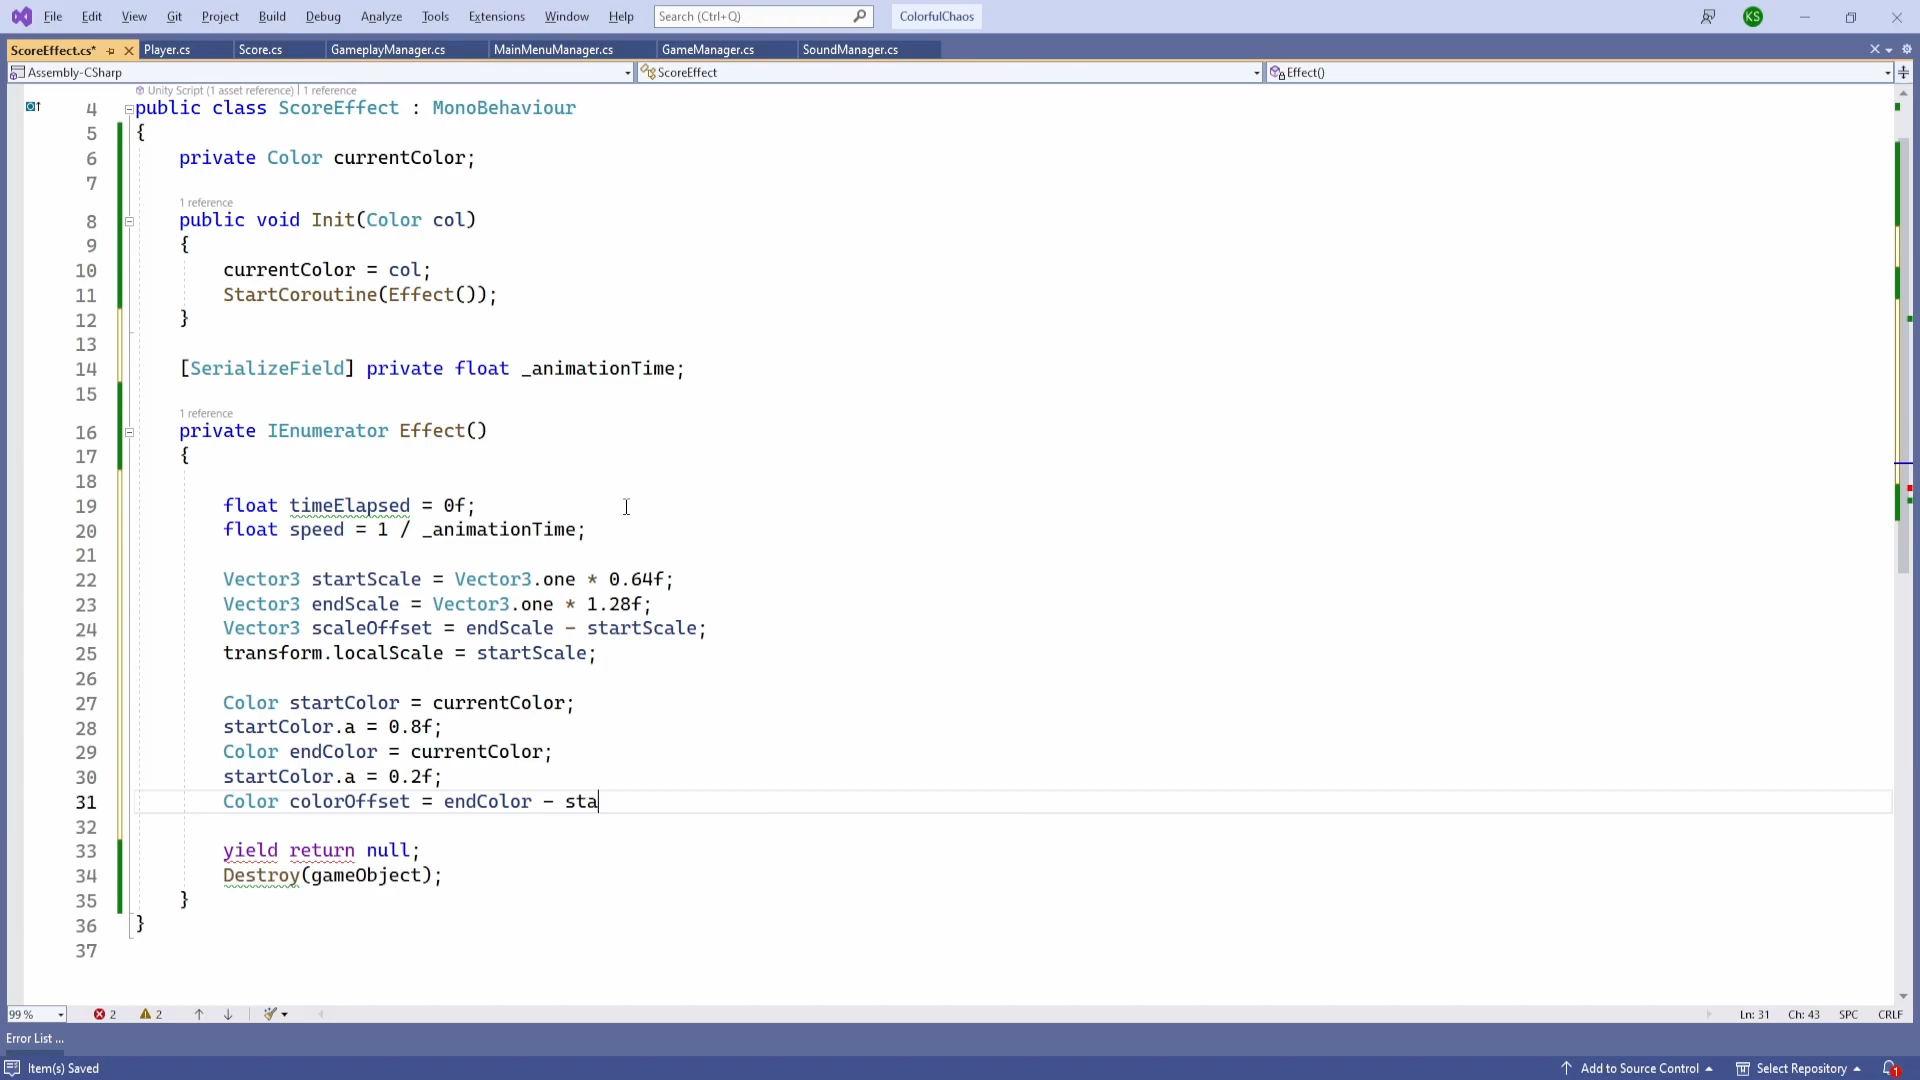 File Edit View Git Project Build Debug Analyze Tools Extensions Window Help Search (Ctrl+Q) ColorfulChaos KS
ScoreEffect.cs* Player.cs Score.cs GameplayManager.cs MainMenuManager.cs GameManager.cs SoundManager.cs
Assembly-CSharp ScoreEffect Effect()
Unity Script (1 asset reference) | 1 reference
4 public class ScoreEffect : MonoBehaviour
5 {
6 private Color currentColor;
7
1 reference
8 public void Init(Color col)
9 {
10 currentColor = col;
11 StartCoroutine(Effect());
12 }
13
14 [SerializeField] private float _animationTime;
15
1 reference
16 private IEnumerator Effect()
17 {
18
19 float timeElapsed = 0f;
20 float speed = 1 / _animationTime;
21
22 Vector3 startScale = Vector3.one * 0.64f;
23 Vector3 endScale = Vector3.one * 1.28f;
24 Vector3 scaleOffset = endScale - startScale;
25 transform.localScale = startScale;
26
27 Color startColor = currentColor;
28 startColor.a = 0.8f;
29 Color endColor = currentColor;
30 startColor.a = 0.2f;
31 Color colorOffset = endColor - sta
32
33 yield return null;
34 Destroy(gameObject);
35 }
36 }
37
99 % 2 2 Ln: 31 Ch: 43 SPC CRLF
Error List ...
Item(s) Saved Add to Source Control Select Repository 1